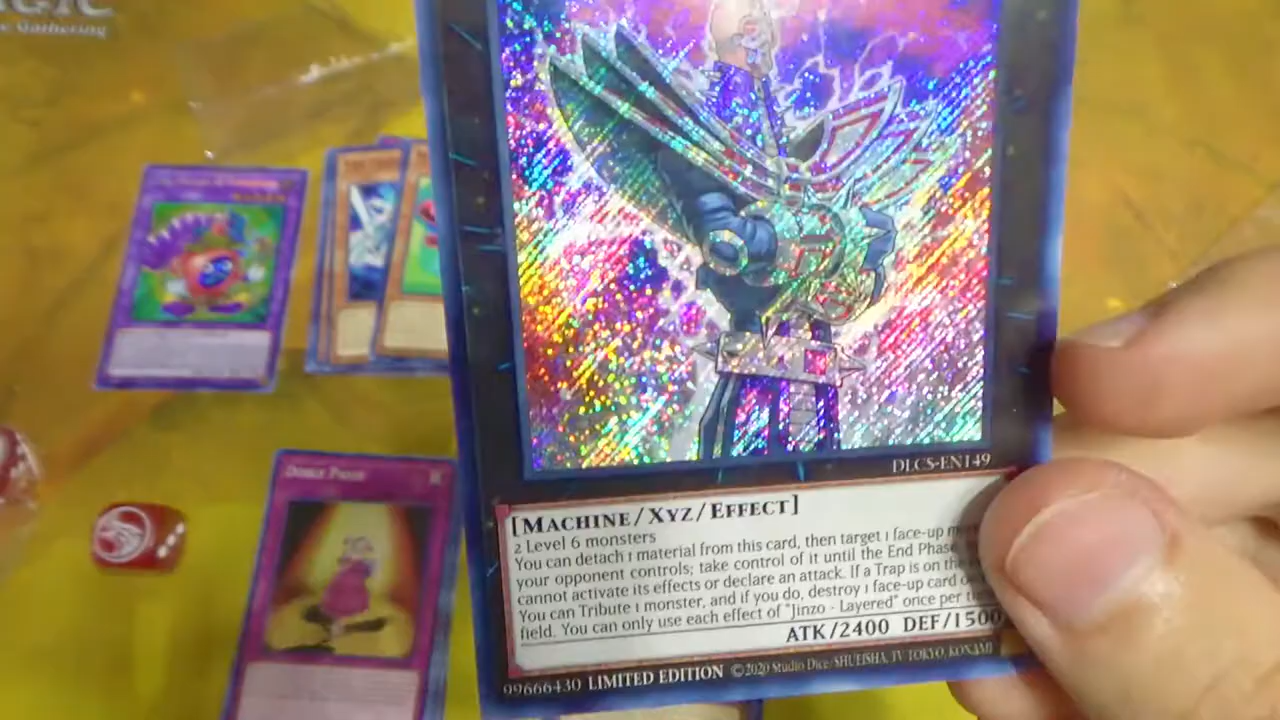 Gathering
DLCS-EN149
[MACHINE/XYZ/EFFECT]
2 Level 6 monsters
You can detach 1 material from this card, then target 1 face-up
your opponent controls; take control of it until the End Phase
cannot activate its effects or declare an attack. If a Trap is on the
You can Tribute 1 monster, and if you do, destroy 1 face-up card
field. You can only use each effect of "Jinzo - Layered" once per
ATK/2400 DEF/1500
99666430 LIMITED EDITION ©2020 Studio Dice/SHUEISHA, TV TOKYO, KONAMI